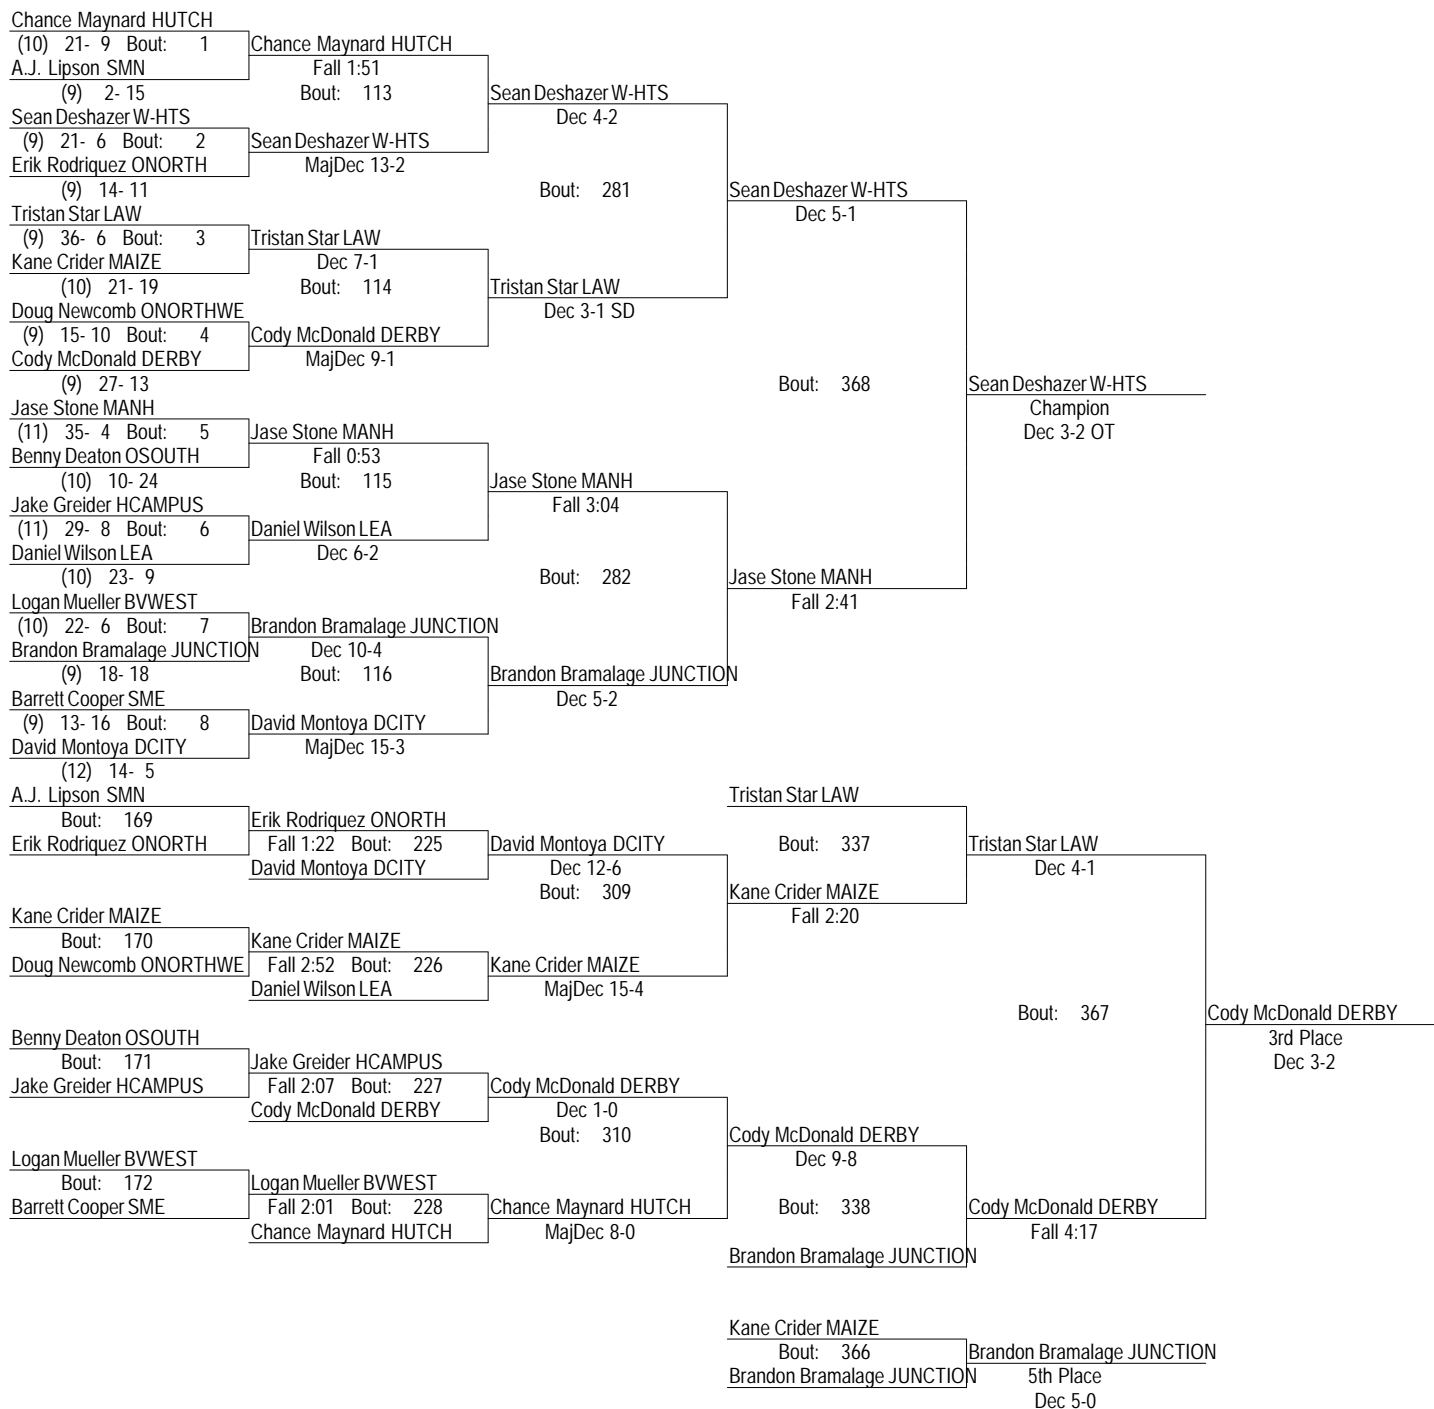 Chance Maynard HUTCH
(10) 21- 9 Bout: 1
Chance Maynard HUTCH
A.J. Lipson SMN
Fall 1:51
(9) 2- 15
Bout: 113
Sean Deshazer W-HTS
Sean Deshazer W-HTS
Dec 4-2
(9) 21- 6 Bout: 2
Sean Deshazer W-HTS
Erik Rodriquez ONORTH
MajDec 13-2
(9) 14- 11
Bout: 281
Sean Deshazer W-HTS
Tristan Star LAW
Dec 5-1
(9) 36- 6 Bout: 3
Tristan Star LAW
Kane Crider MAIZE
Dec 7-1
(10) 21- 19
Bout: 114
Tristan Star LAW
Doug Newcomb ONORTHWE
Dec 3-1 SD
(9) 15- 10 Bout: 4
Cody McDonald DERBY
Cody McDonald DERBY
MajDec 9-1
(9) 27- 13
Bout: 368
Sean Deshazer W-HTS
Jase Stone MANH
Champion
(11) 35- 4 Bout: 5
Jase Stone MANH
Dec 3-2 OT
Benny Deaton OSOUTH
Fall 0:53
(10) 10- 24
Bout: 115
Jase Stone MANH
Jake Greider HCAMPUS
Fall 3:04
(11) 29- 8 Bout: 6
Daniel Wilson LEA
Daniel Wilson LEA
Dec 6-2
(10) 23- 9
Bout: 282
Jase Stone MANH
Logan Mueller BVWEST
Fall 2:41
(10) 22- 6 Bout: 7
Brandon Bramalage JUNCTION
Brandon Bramalage JUNCTION
Dec 10-4
(9) 18- 18
Bout: 116
Brandon Bramalage JUNCTION
Barrett Cooper SME
Dec 5-2
(9) 13- 16 Bout: 8
David Montoya DCITY
David Montoya DCITY
MajDec 15-3
(12) 14- 5
A.J. Lipson SMN
Tristan Star LAW
Bout: 169
Erik Rodriquez ONORTH
Erik Rodriquez ONORTH
Fall 1:22 Bout: 225
David Montoya DCITY
Bout: 337
Tristan Star LAW
David Montoya DCITY
Dec 12-6
Dec 4-1
Bout: 309
Kane Crider MAIZE
Kane Crider MAIZE
Fall 2:20
Bout: 170
Kane Crider MAIZE
Doug Newcomb ONORTHWE
Fall 2:52 Bout: 226
Kane Crider MAIZE
Daniel Wilson LEA
MajDec 15-4
Bout: 367
Cody McDonald DERBY
Benny Deaton OSOUTH
3rd Place
Bout: 171
Jake Greider HCAMPUS
Dec 3-2
Jake Greider HCAMPUS
Fall 2:07 Bout: 227
Cody McDonald DERBY
Cody McDonald DERBY
Dec 1-0
Bout: 310
Cody McDonald DERBY
Logan Mueller BVWEST
Dec 9-8
Bout: 172
Logan Mueller BVWEST
Barrett Cooper SME
Fall 2:01 Bout: 228
Chance Maynard HUTCH
Bout: 338
Cody McDonald DERBY
Chance Maynard HUTCH
MajDec 8-0
Fall 4:17
Brandon Bramalage JUNCTION
Kane Crider MAIZE
Bout: 366
Brandon Bramalage JUNCTION
Brandon Bramalage JUNCTION
5th Place
Dec 5-0